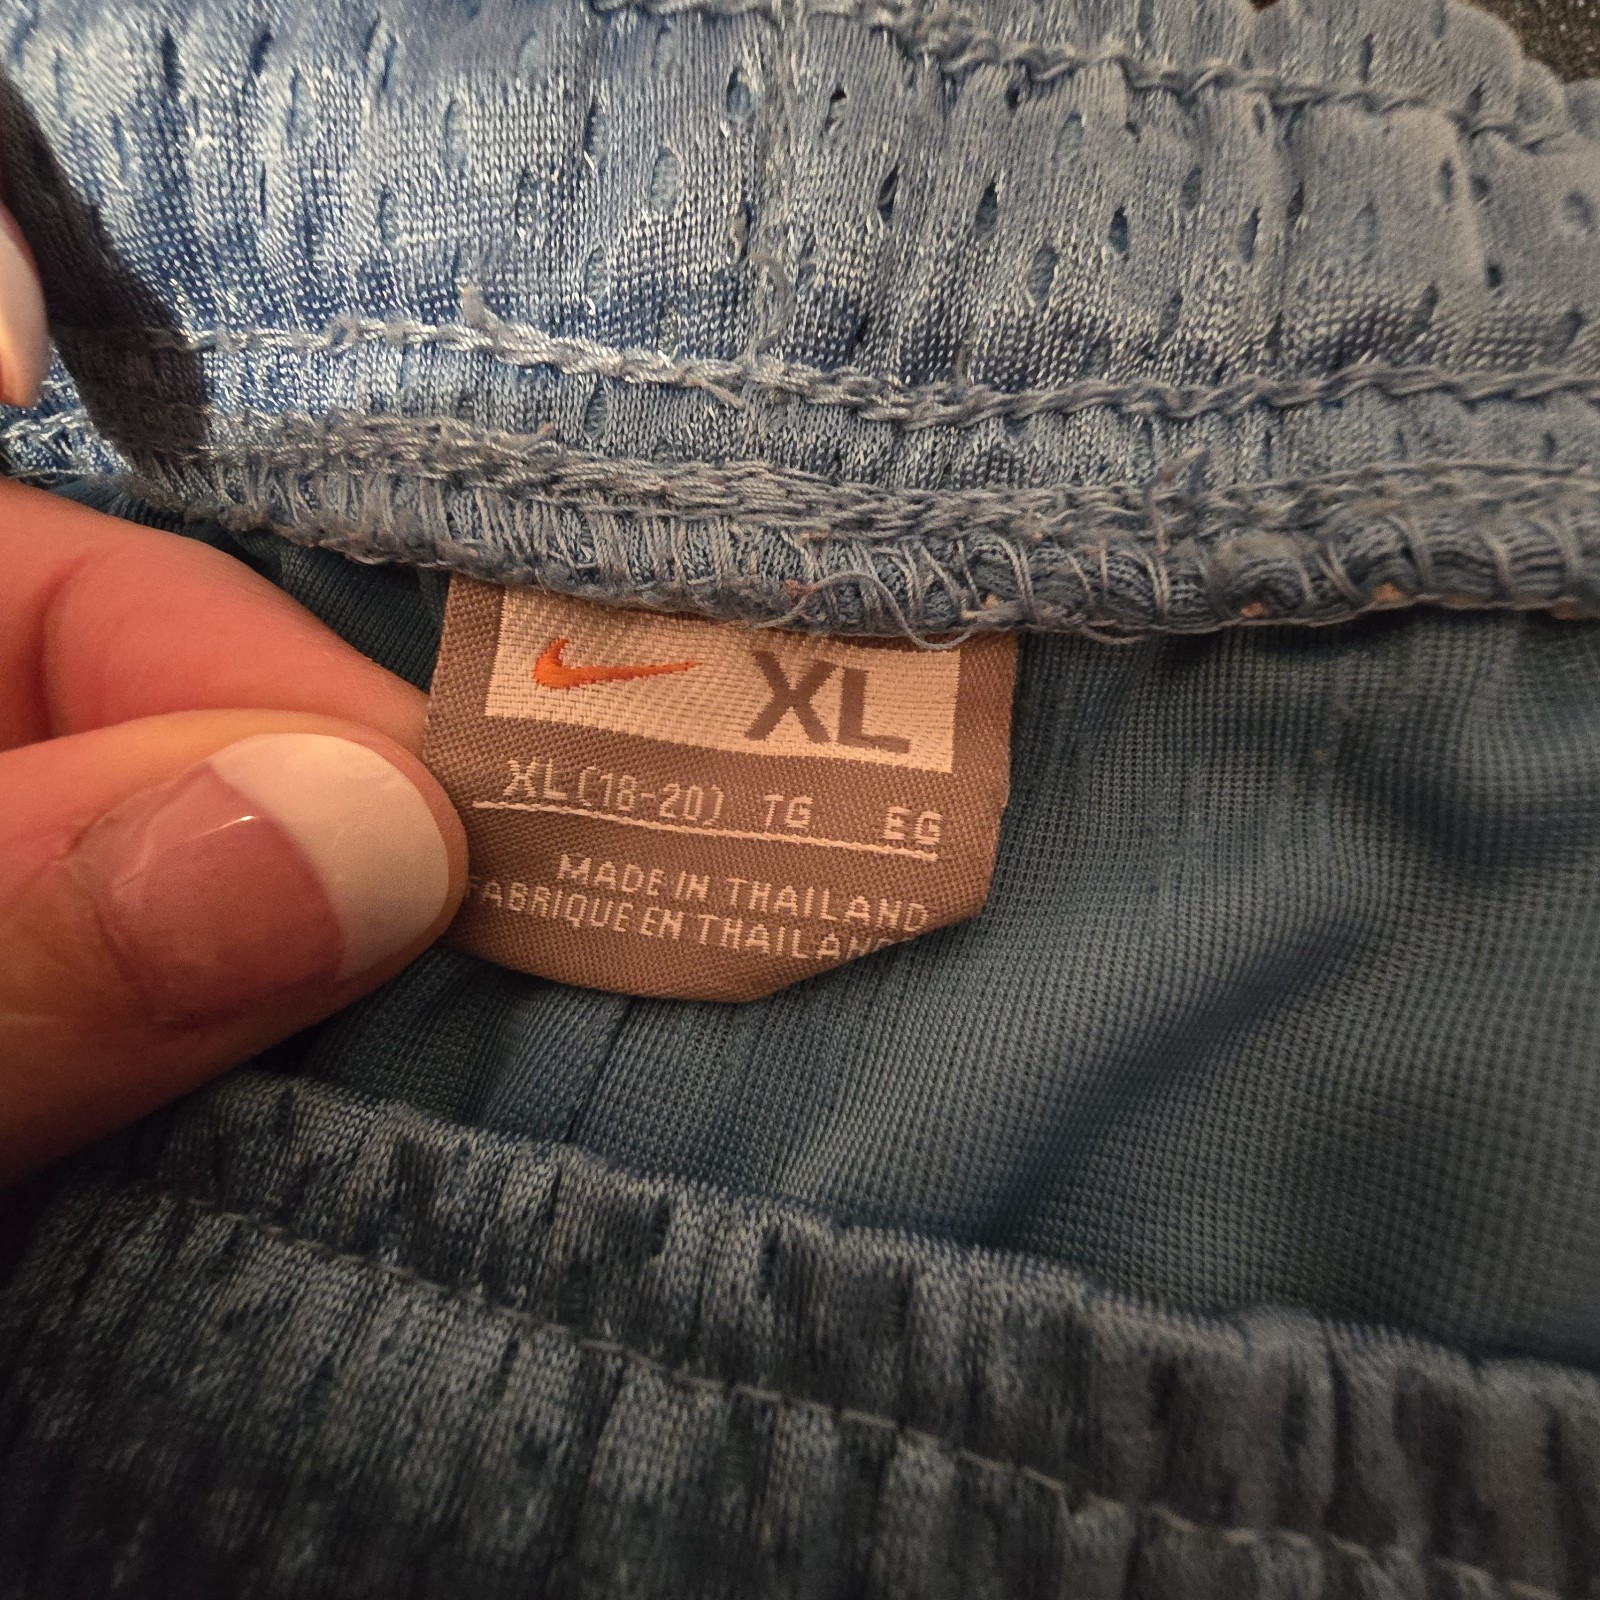 XL
XL(18-20) TG EG
MADE IN THAILAND
FABRIQUE EN THAILAND